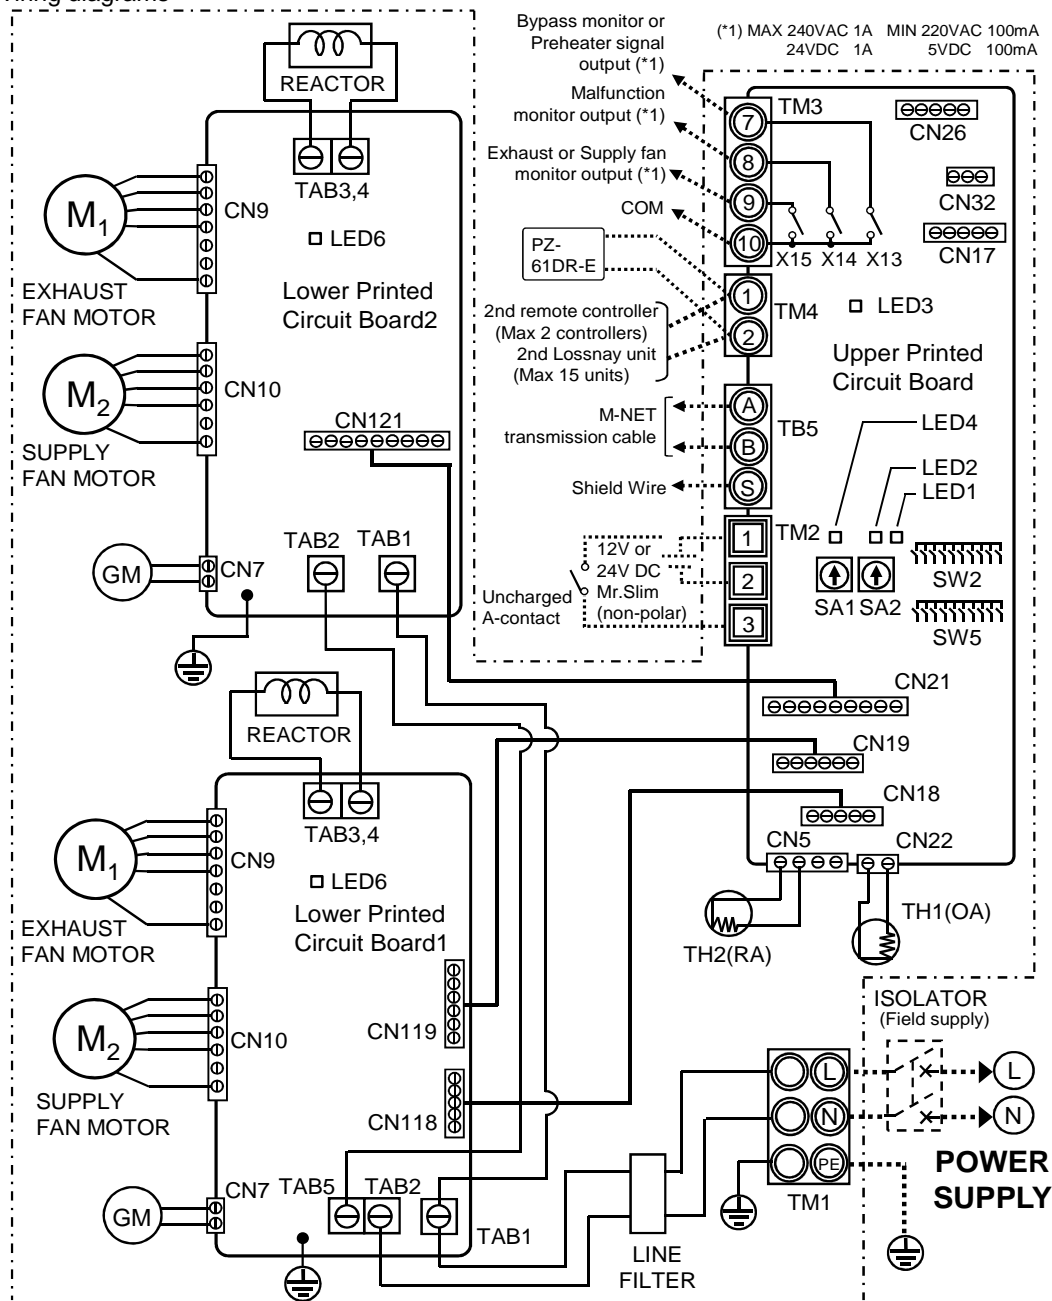 Bypass monitor or
Preheater signal
output (*1)
(*1) MAX 240VAC 1A MIN 220VAC 100mA
24VDC 1A 5VDC 100mA
Malfunction
monitor output (*1)
Exhaust or Supply fan
monitor output (*1)
COM
PZ-
61DR-E
2nd remote controller
(Max 2 controllers)
2nd Lossnay unit
(Max 15 units)
M-NET
transmission cable
Shield Wire
12V or
24V DC
Mr.Slim
(non-polar)
Uncharged
A-contact
7
8
9
10
TM3
X15 X14 X13
1
2
TM4
A
B
S
TB5
1
2
3
TM2
CN26
CN32
CN17
LED3
Upper Printed
Circuit Board
LED4
LED2
LED1
SA1 SA2
SW2
SW5
CN21
CN19
CN18
CN5
CN22
TH2(RA)
TH1(OA)
REACTOR
TAB3,4
M1
EXHAUST
FAN MOTOR
CN9
LED6
Lower Printed
Circuit Board2
M2
SUPPLY
FAN MOTOR
CN10
CN121
TAB2 TAB1
GM
CN7
REACTOR
TAB3,4
M1
EXHAUST
FAN MOTOR
CN9
LED6
Lower Printed
Circuit Board1
M2
SUPPLY
FAN MOTOR
CN10
CN119
CN118
GM
CN7
TAB5 TAB2
TAB1
LINE
FILTER
L
N
PE
TM1
ISOLATOR
(Field supply)
L
N
POWER
SUPPLY